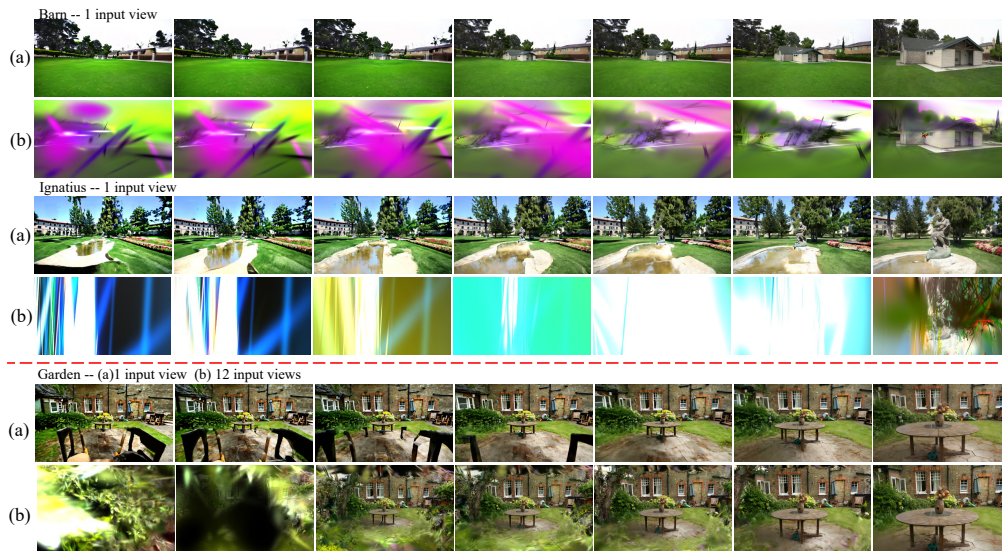 Barn -- 1 input view
(a)
(b)
Ignatius -- 1 input view
(a)
(b)
Garden -- (a)1 input view (b) 12 input views
(a)
(b)